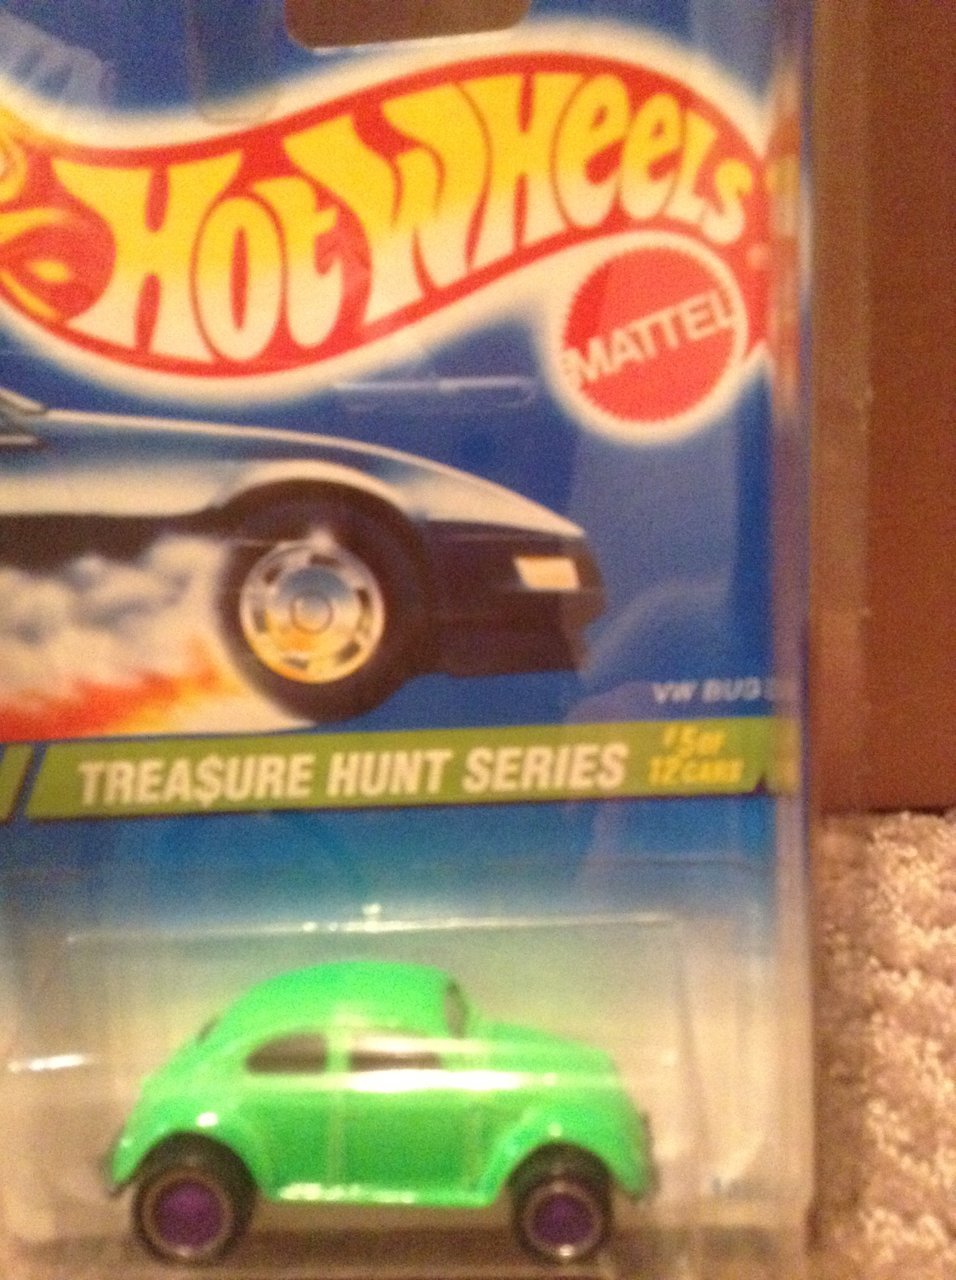 HOT WHEELS
MATTEL
VW BUG
TREA$URE HUNT SERIES
#5 OF
12 CARS